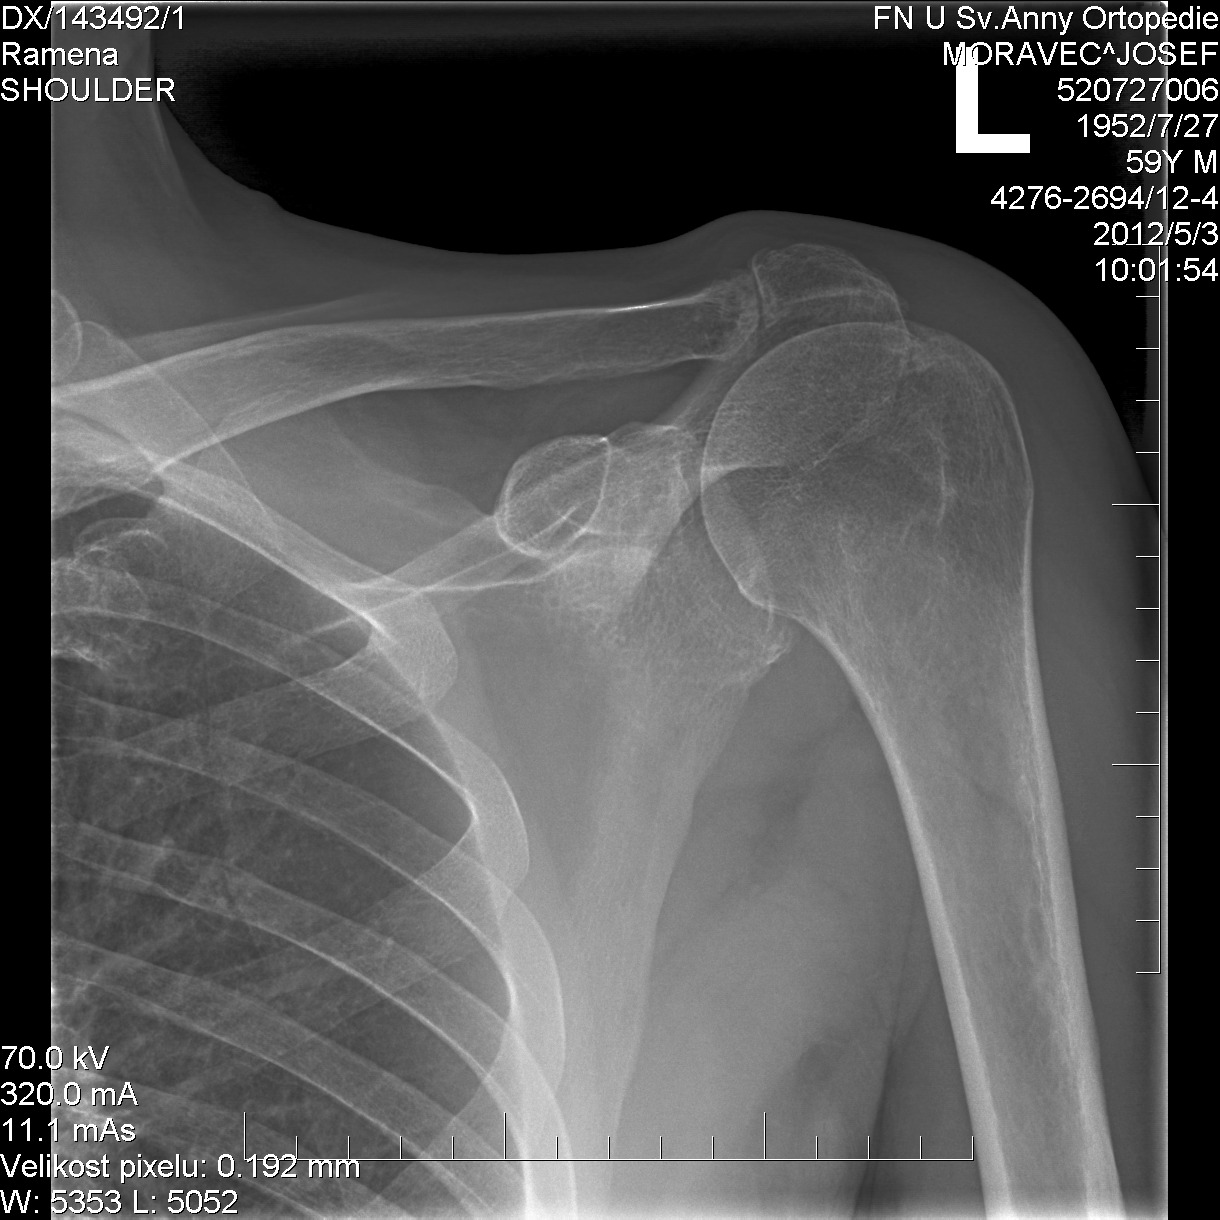 DX/143492/1
Ramena
SHOULDER
FN U Sv.Anny Ortopedie
MORAVEC^JOSEF
520727006
1952/7/27
59Y M
4276-2694/12-4
2012/5/3
10:01:54
L
70.0 kV
320.0 mA
11.1 mAs
Velikost pixelu: 0.192 mm
W: 5353 L: 5052